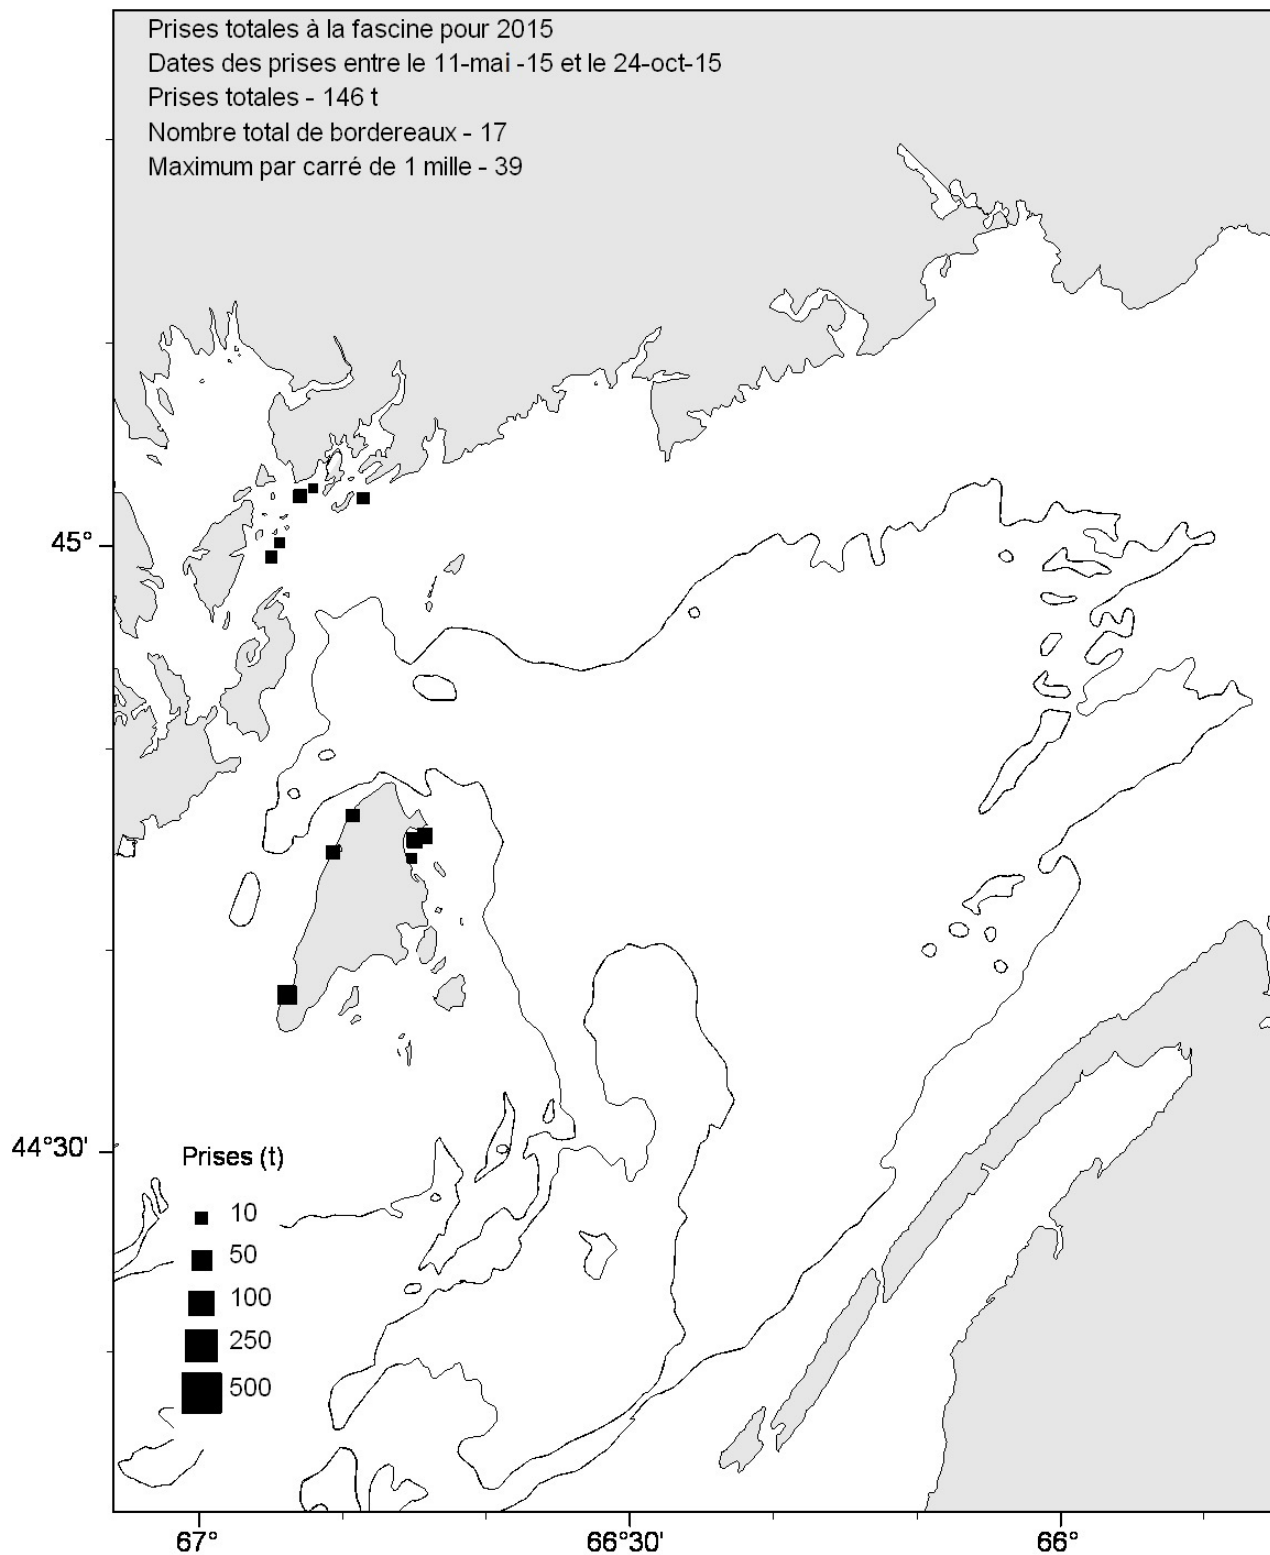 Prises totales à la fascine pour 2015
Dates des prises entre le 11-mai -15 et le 24-oct-15
Prises totales - 146 t
Nombre total de bordereaux - 17
Maximum par carré de 1 mille - 39
45°
44°30'
Prises (t)
10
50
100
250
500
67°
66°30'
66°